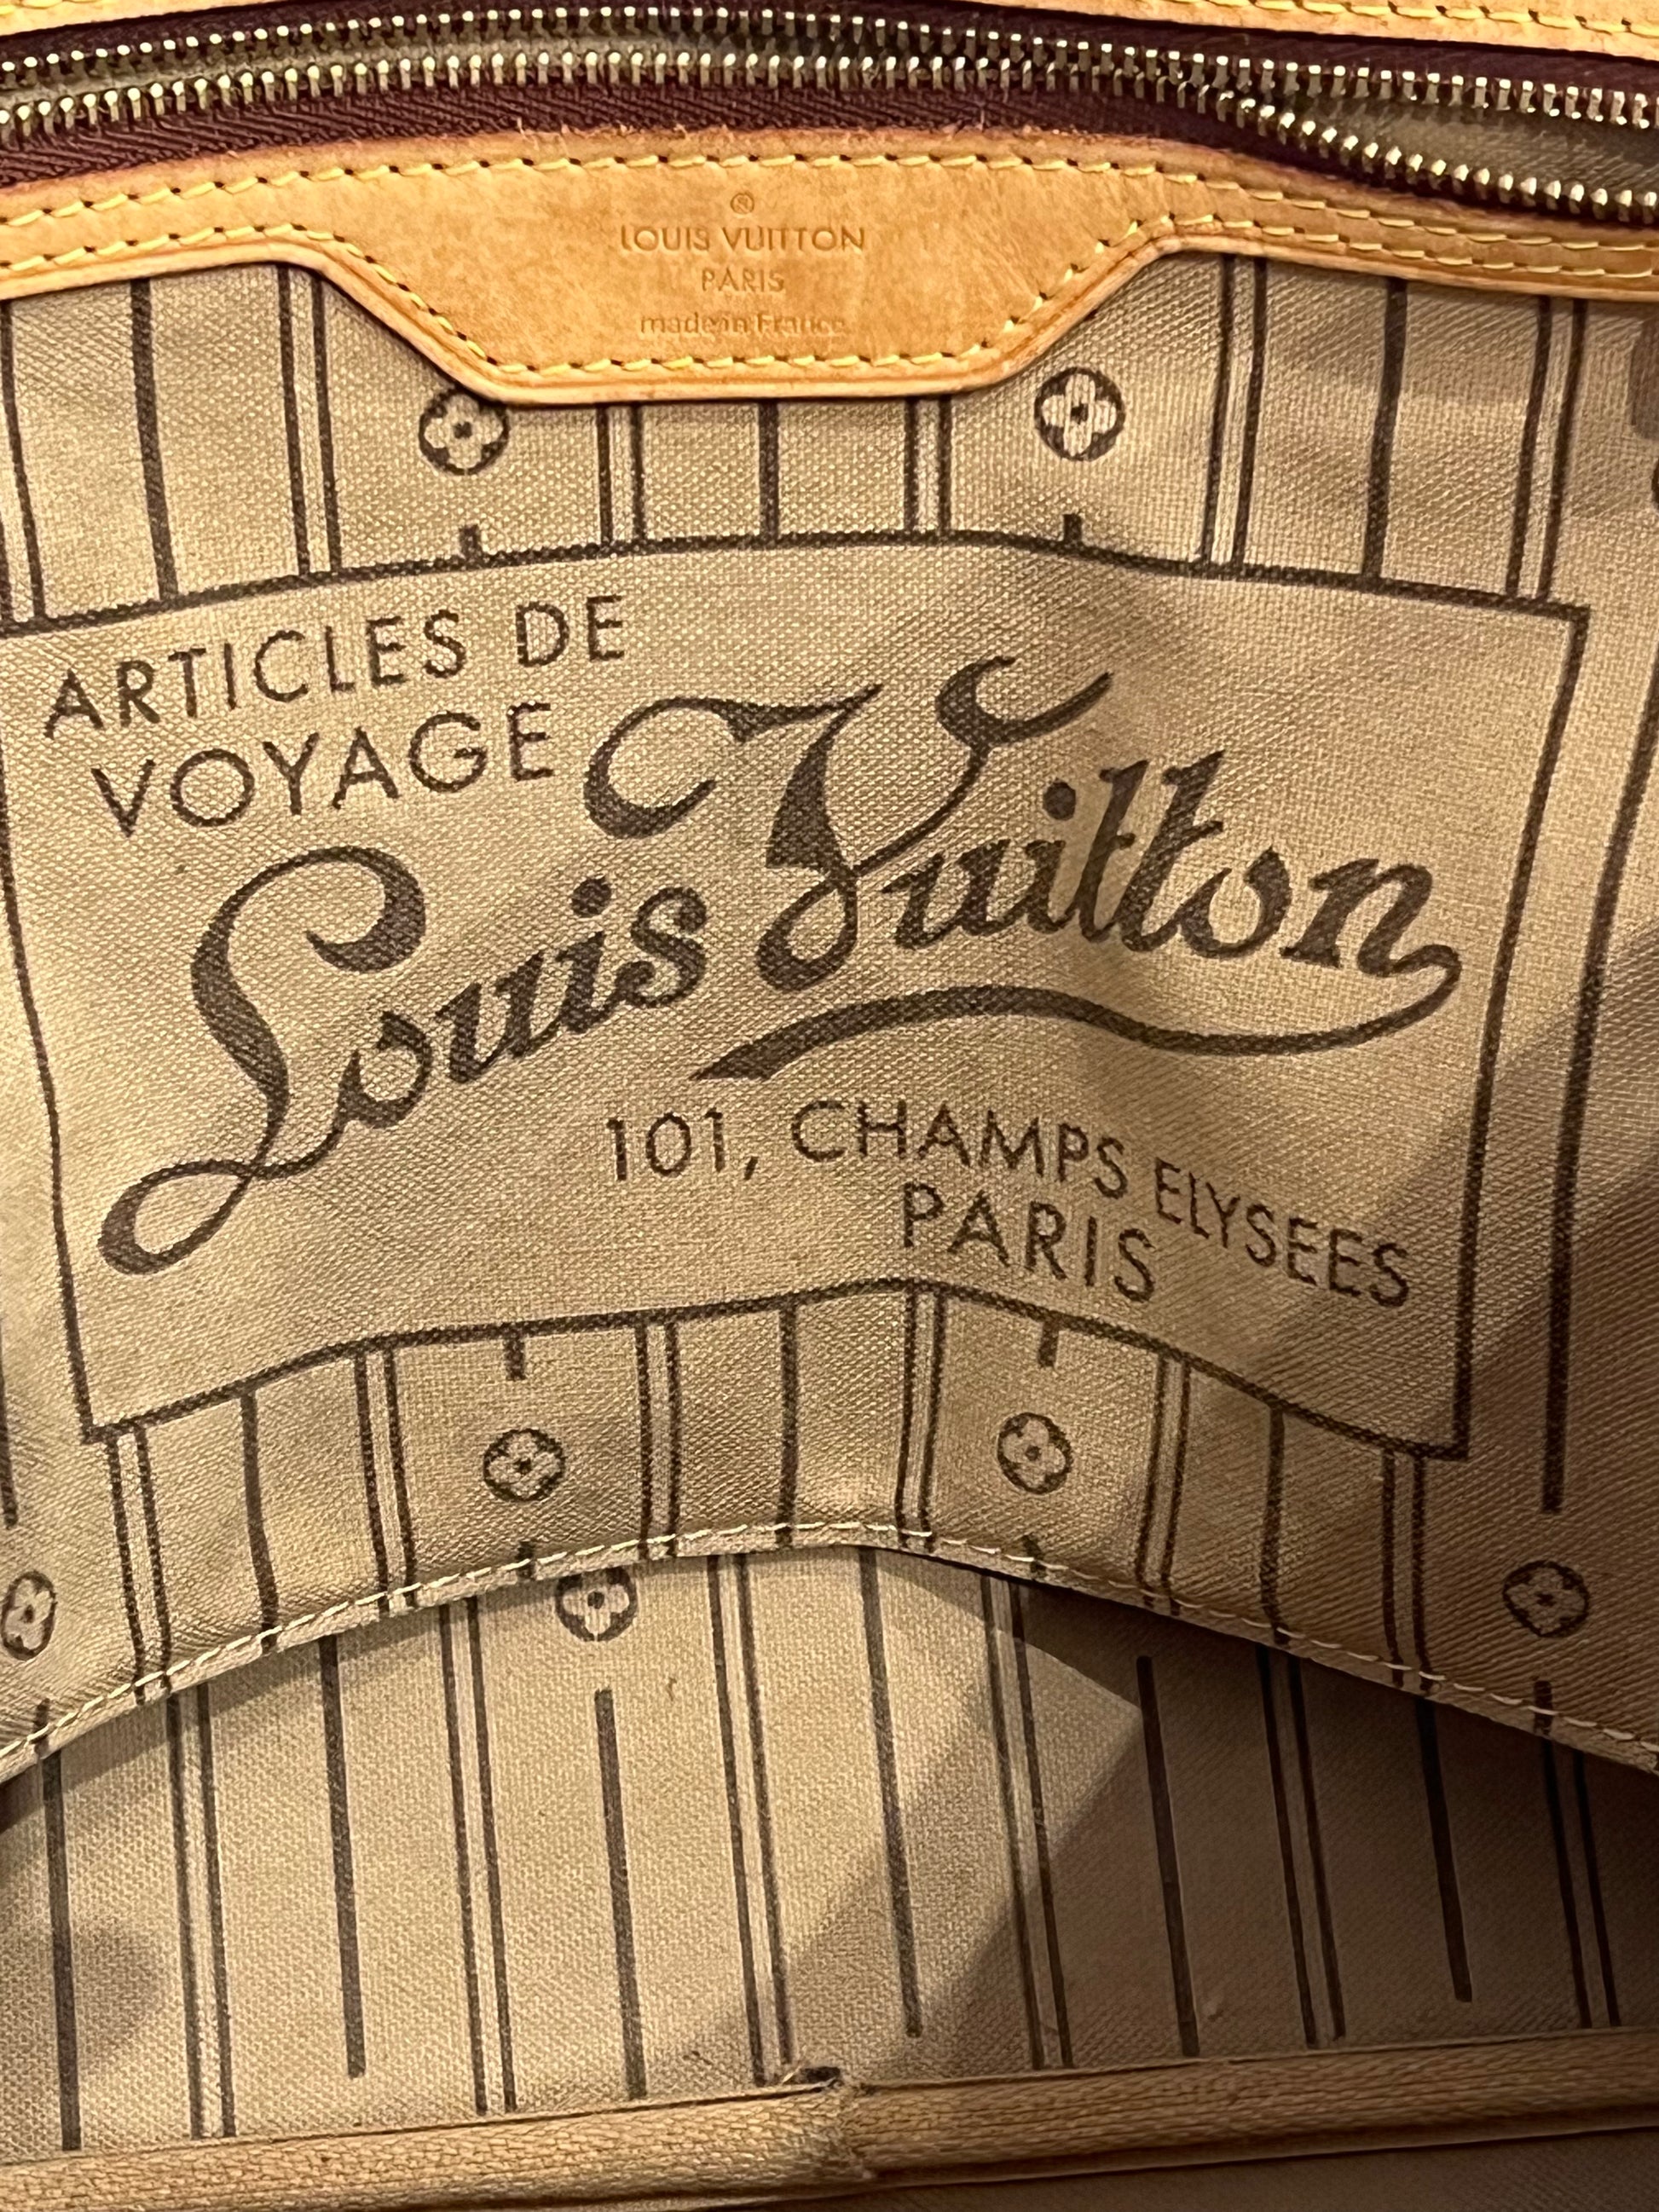 ®
LOUIS VUITTON
PARIS
made in France
ARTICLES DE
VOYAGE
Louis Vuitton
101, CHAMPS ELYSEES
PARIS